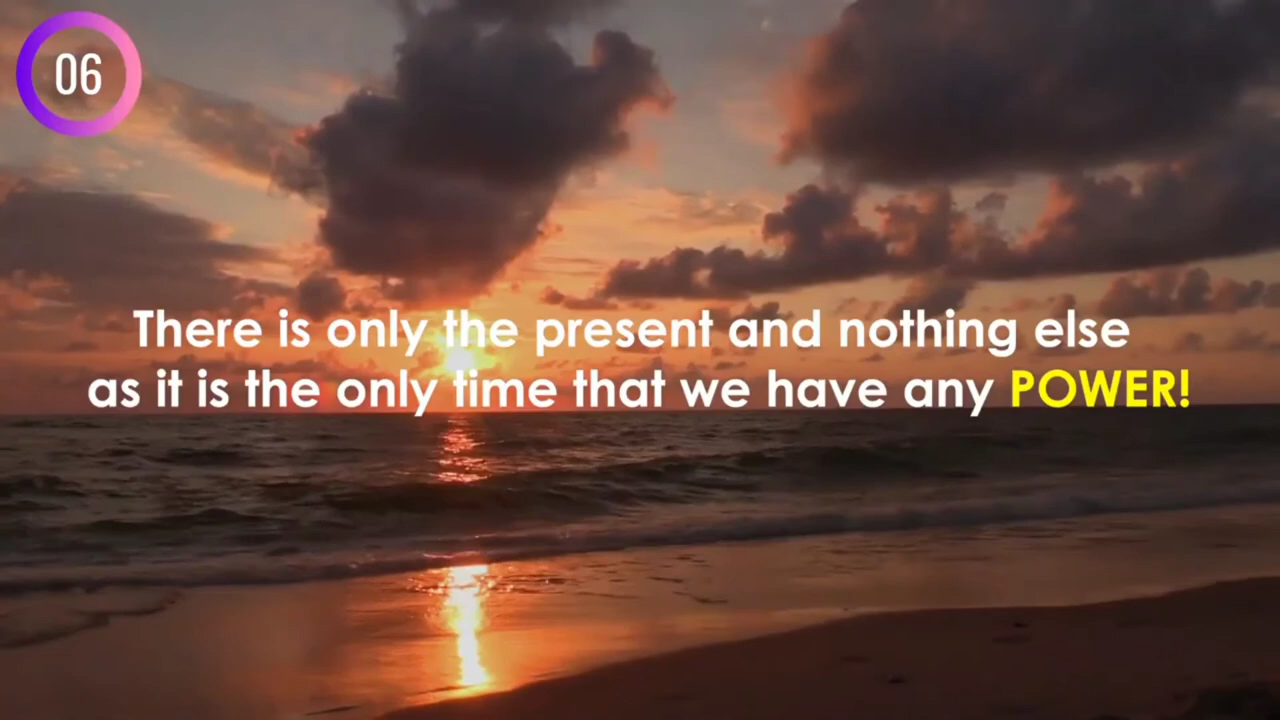 06
There is only the present and nothing else
as it is the only time that we have any POWER!